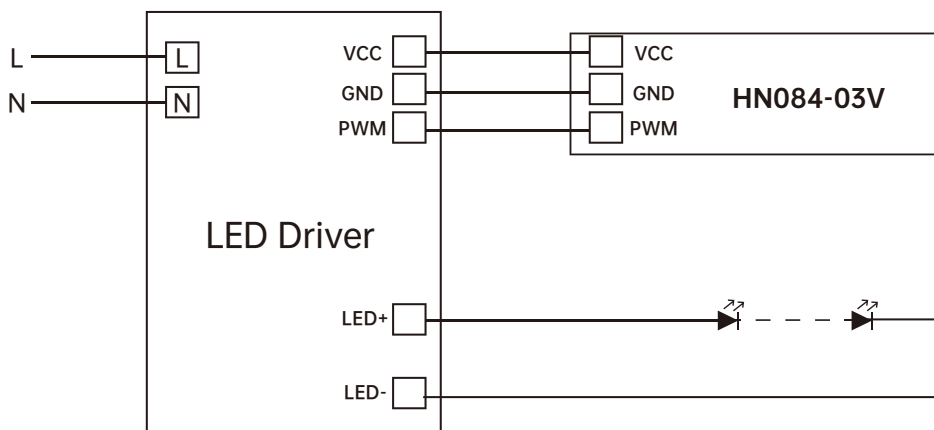 L L VCC VCC
N N GND GND HN084-03V
PWM PWM
LED Driver
LED+
LED-